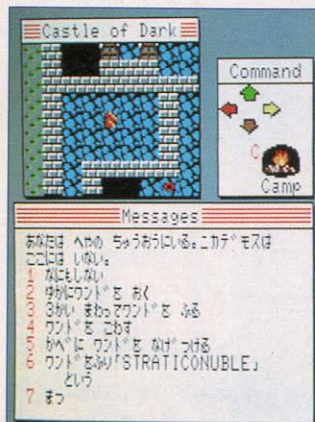 Castle of Dark
Command
C
Camp
Messages
あなたは へやの ちゅうおうにいる。ニカデモスは
ここには いない。
1 なにもしない
2 ゆかにワンドを おく
3 3かい まわってワンドを ふる
4 ワンドを こわす
5 かべに ワンドを なげつける
6 ワンドをふり「STRATICONUBLE」
という
7 まつ